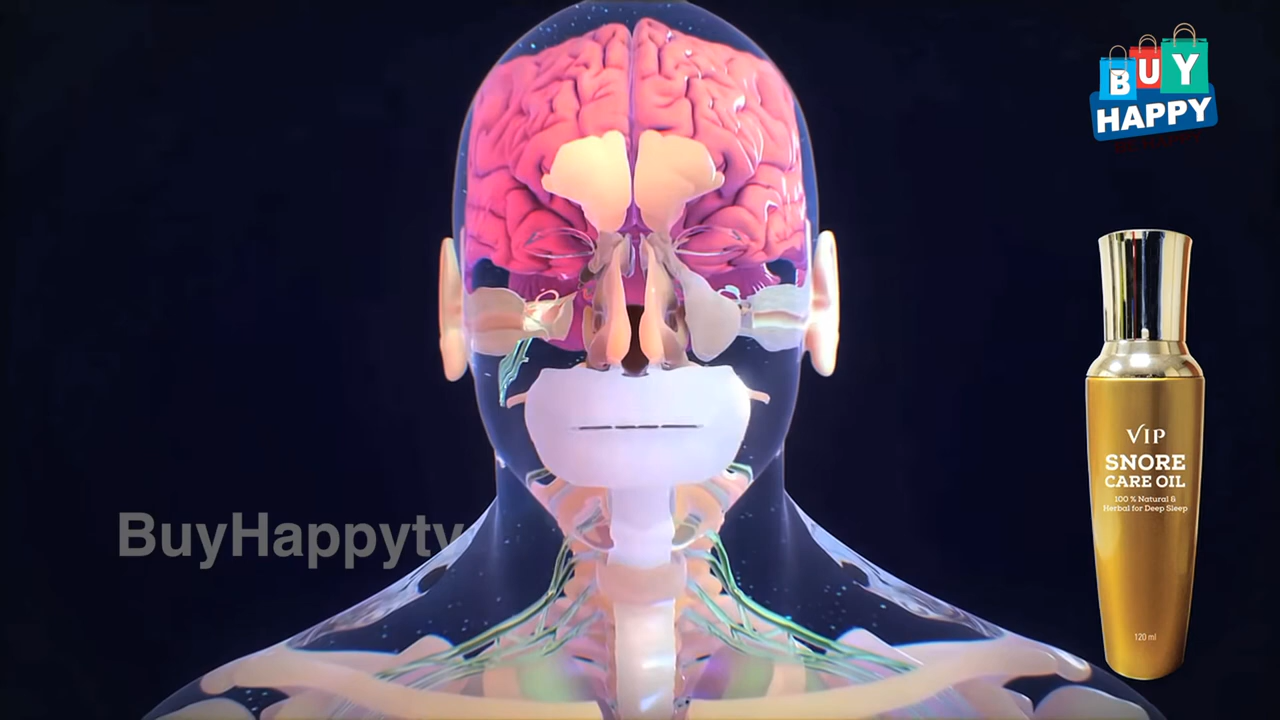 BUY
HAPPY
VIP
SNORE
CARE OIL
100 % Natural &
Herbal for Deep Sleep
120 ml
BuyHappytv